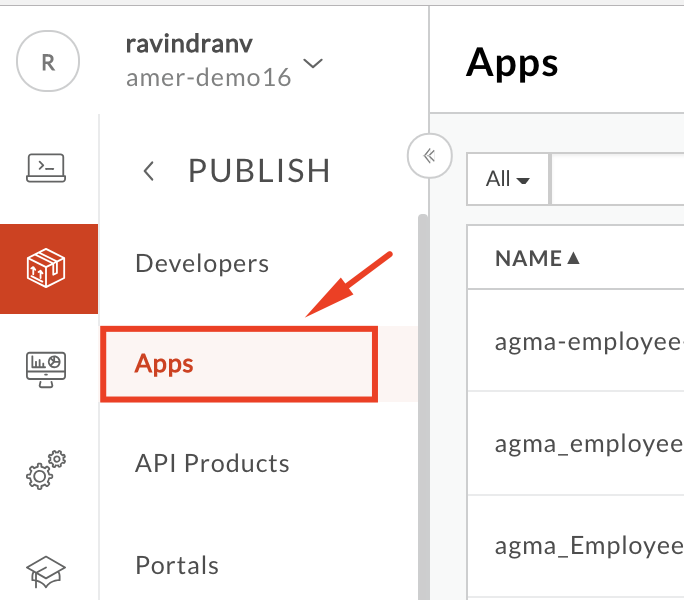 R
ravindranv
amer-demo16
PUBLISH
Developers
Apps
API Products
Portals
Apps
All
NAME
agma-employee-
agma_employee
agma_Employee